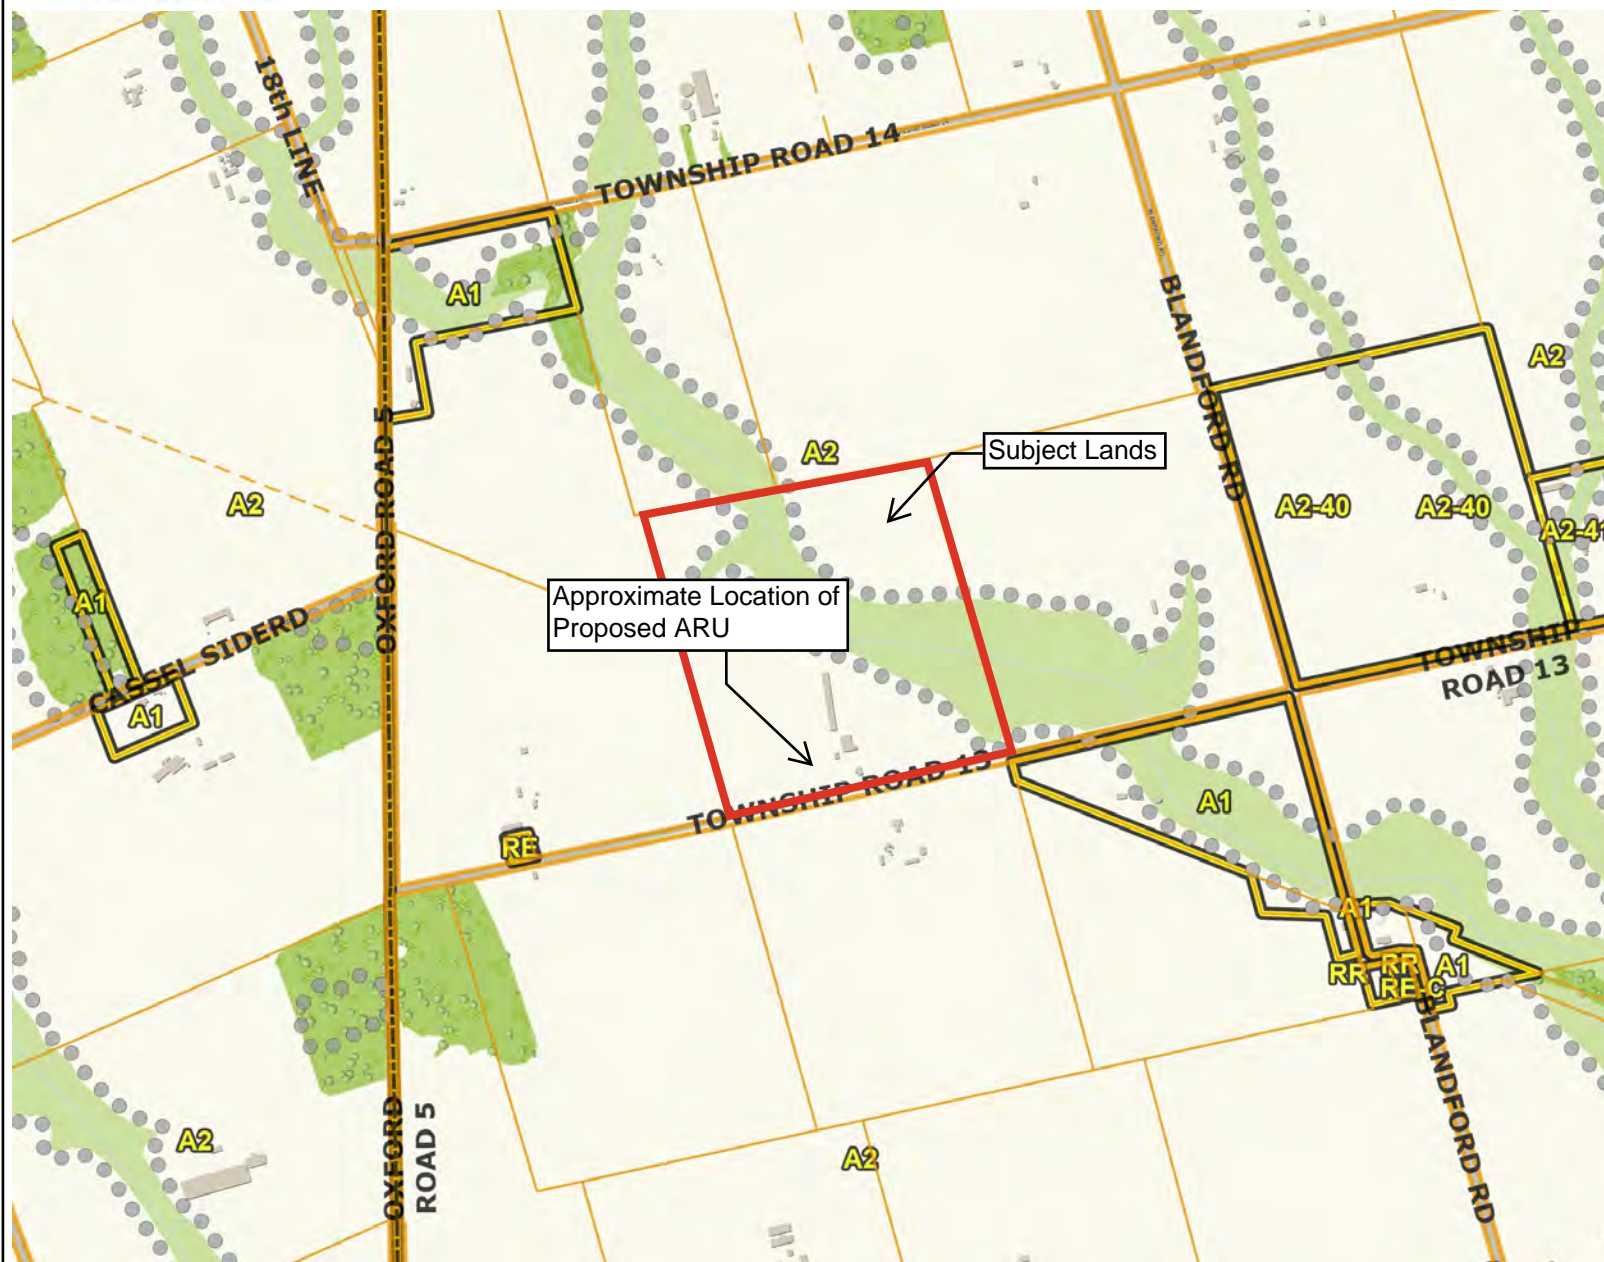 18th LINE
TOWNSHIP ROAD 14
A1
BLANDFORD RD
A2
A2
Subject Lands
A2
A2-40
A2-40
A2-41
OXFORD ROAD 5
Approximate Location of
Proposed ARU
A1
CASSEL SIDERD
A1
TOWNSHIP
ROAD 13
TOWNSHIP ROAD 13
A1
RE
A1
RR
RR
A1
RE-C
BLANDFORD RD
OXFORD
ROAD 5
A2
A2